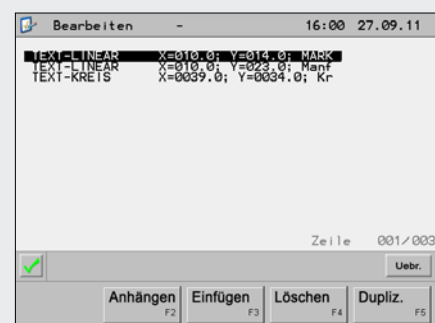 Bearbeiten - 16:00 27.09.11
TEXT-LINEAR X=010.0; Y=014.0; MARK
TEXT-LINEAR X=010.0; Y=023.0; Manf
TEXT-KREIS X=0039.0; Y=0034.0; Kr
Zeile 001/003
Uebr.
Anhängen F2 Einfügen F3 Löschen F4 Dupliz. F5